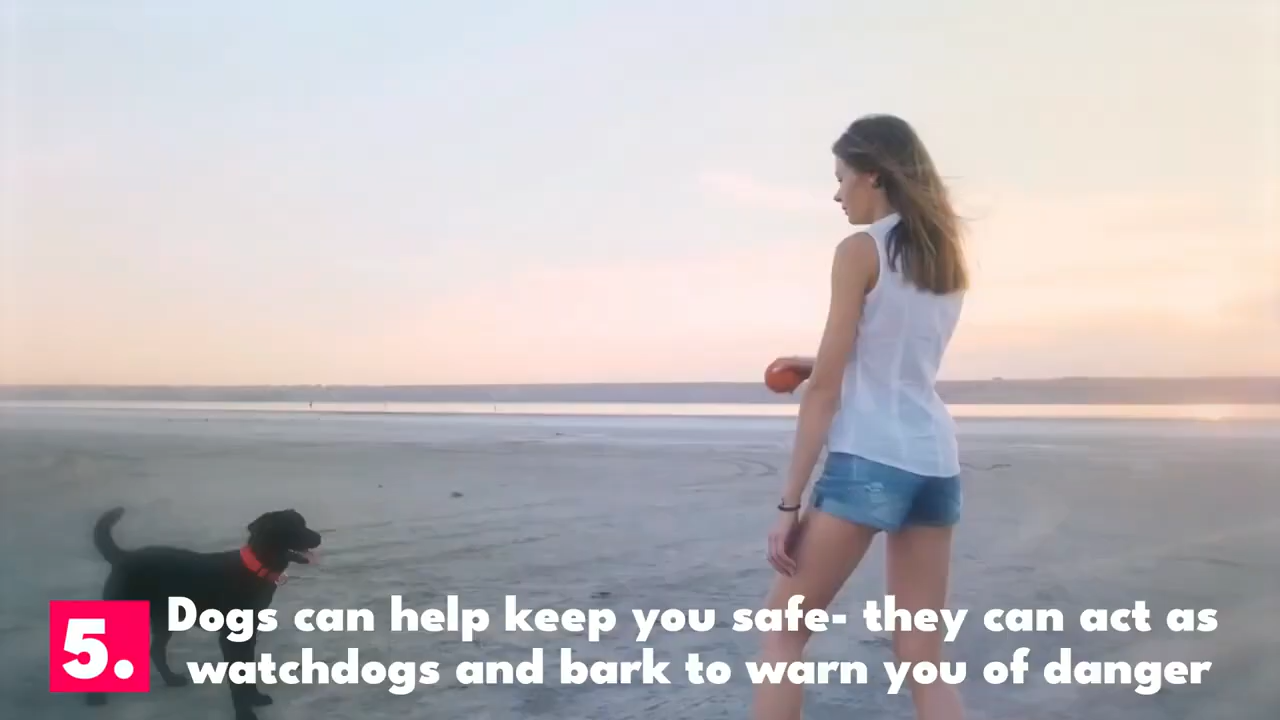 5.
Dogs can help keep you safe- they can act as
watchdogs and bark to warn you of danger